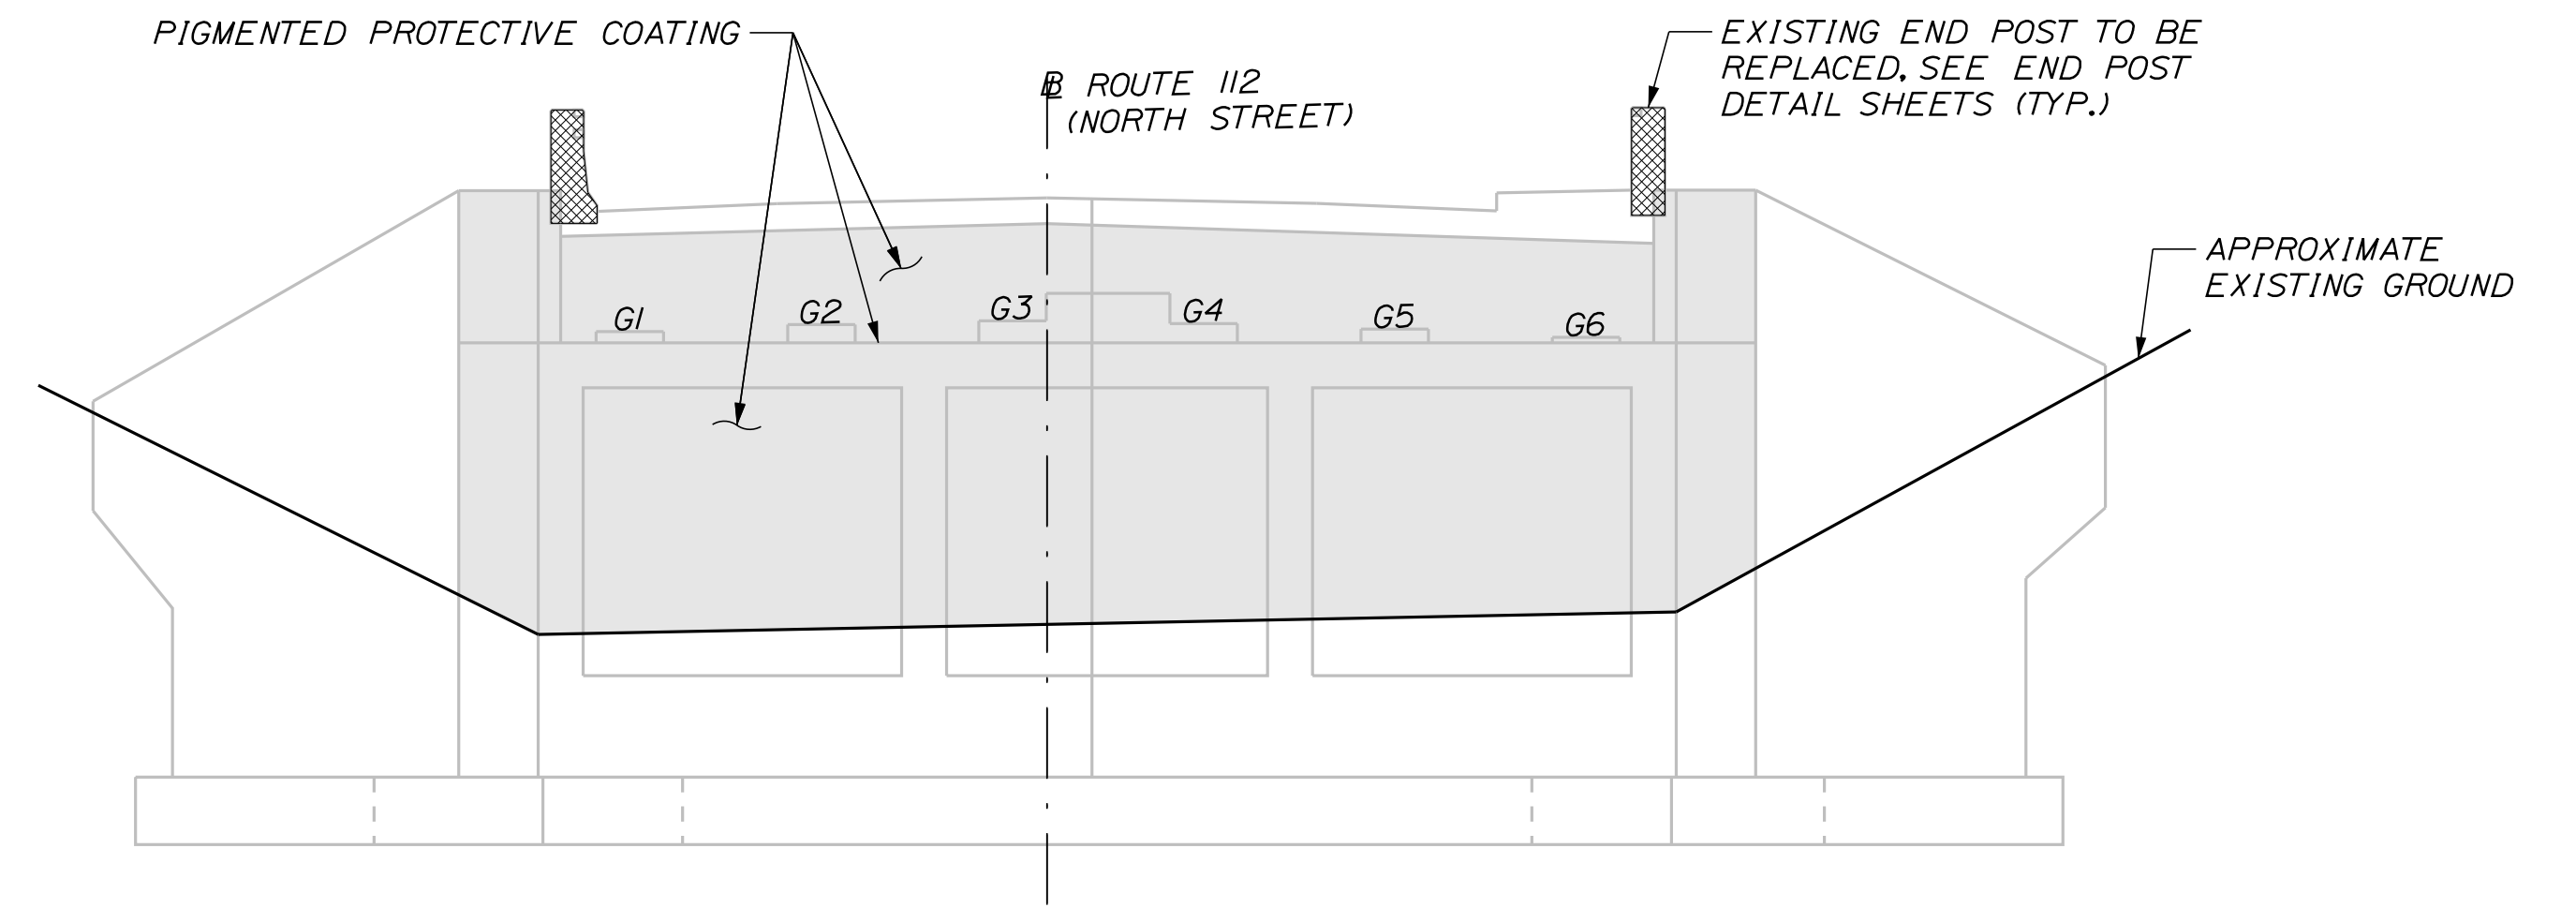 PIGMENTED PROTECTIVE COATING
EXISTING END POST TO BE
REPLACED, SEE END POST
DETAIL SHEETS (TYP.)
B ROUTE 112
(NORTH STREET)
APPROXIMATE
EXISTING GROUND
G1
G2
G3
G4
G5
G6